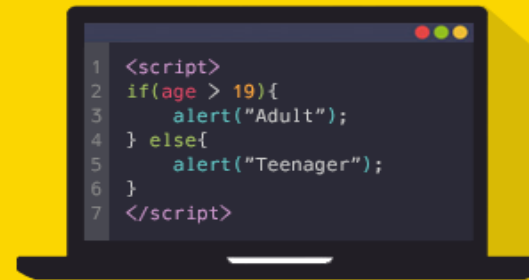 1 <script>
2 if(age > 19){
3 alert("Adult");
4 } else{
5 alert("Teenager");
6 }
7 </script>